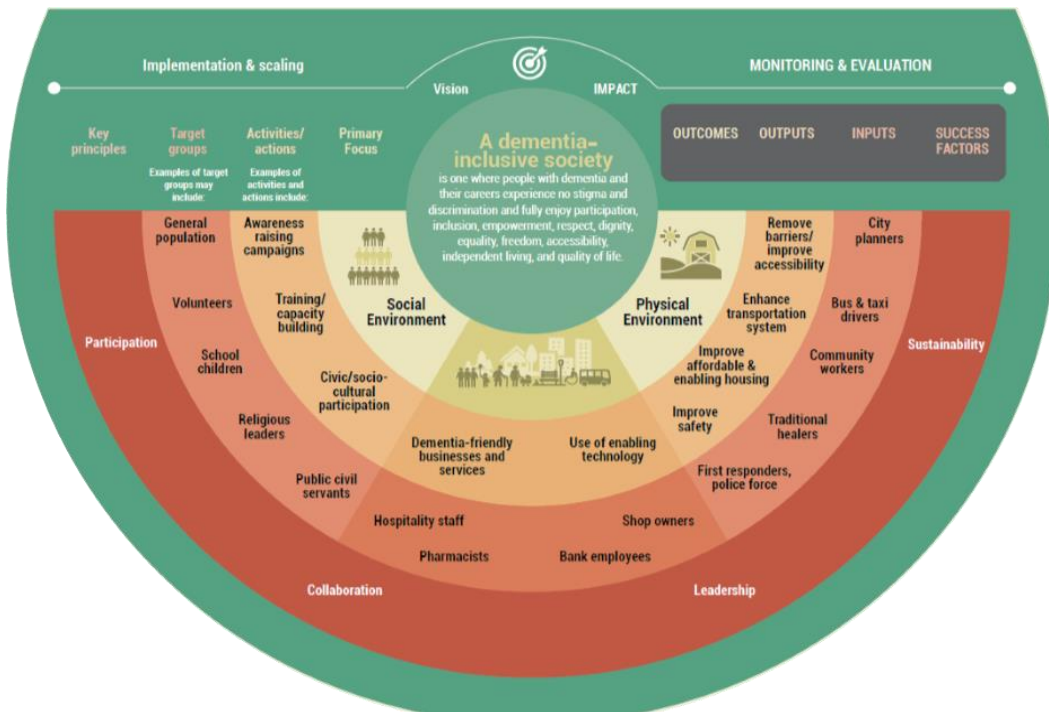 Implementation & scaling
Vision
IMPACT
MONITORING & EVALUATION
Key
principles
Target
groups
Examples of target
groups may
include:
Activities/
actions
Examples of
activities and
actions include:
Primary
Focus
A dementia-
inclusive society
is one where people with dementia and
their careers experience no stigma and
discrimination and fully enjoy participation,
inclusion, empowerment, respect, dignity,
equality, freedom, accessibility,
independent living, and quality of life.
OUTCOMES
OUTPUTS
INPUTS
SUCCESS
FACTORS
General
population
Awareness
raising
campaigns
Remove
barriers/
improve
accessibility
City
planners
Volunteers
Training/
capacity
building
Social
Environment
Physical
Environment
Enhance
transportation
system
Bus & taxi
drivers
Participation
School
children
Civic/socio-
cultural
participation
Improve
affordable &
enabling housing
Community
workers
Sustainability
Religious
leaders
Dementia-friendly
businesses and
services
Use of enabling
technology
Improve
safety
Traditional
healers
Public civil
servants
First responders,
police force
Hospitality staff
Shop owners
Pharmacists
Bank employees
Collaboration
Leadership